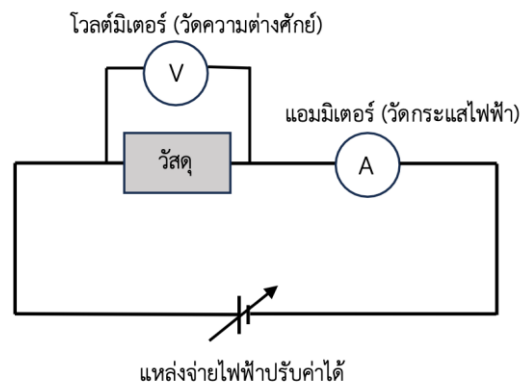 โวลต์มิเตอร์ (วัดความต่างศักย์)
V
แอมมิเตอร์ (วัดกระแสไฟฟ้า)
วัสดุ
A
แหล่งจ่ายไฟฟ้าปรับค่าได้